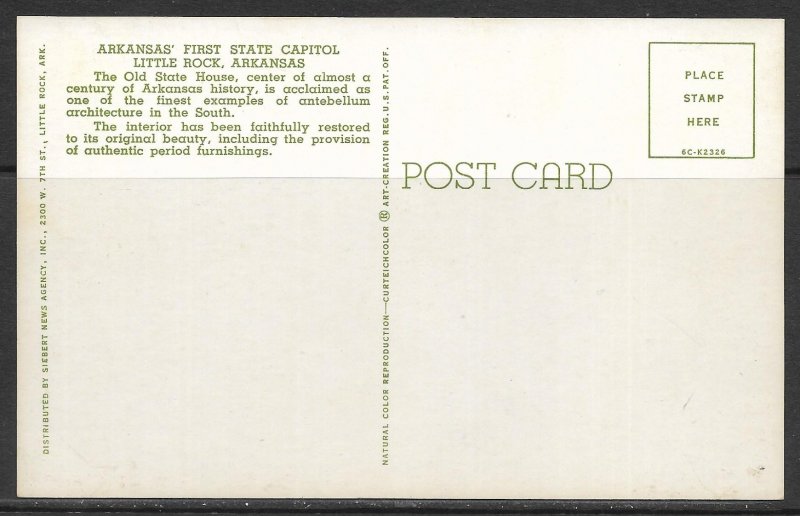 ARKANSAS' FIRST STATE CAPITOL
LITTLE ROCK, ARKANSAS
The Old State House, center of almost a
century of Arkansas history, is acclaimed as
one of the finest examples of antebellum
architecture in the South.
The interior has been faithfully restored
to its original beauty, including the provision
of authentic period furnishings.
DISTRIBUTED BY SIEBERT NEWS AGENCY, INC., 2300 W. 7TH ST., LITTLE ROCK, ARK.
NATURAL COLOR REPRODUCTION—CURTEICHCOLOR ® ART-CREATION REG. U.S. PAT. OFF.
POST CARD
PLACE
STAMP
HERE
6C-K2326